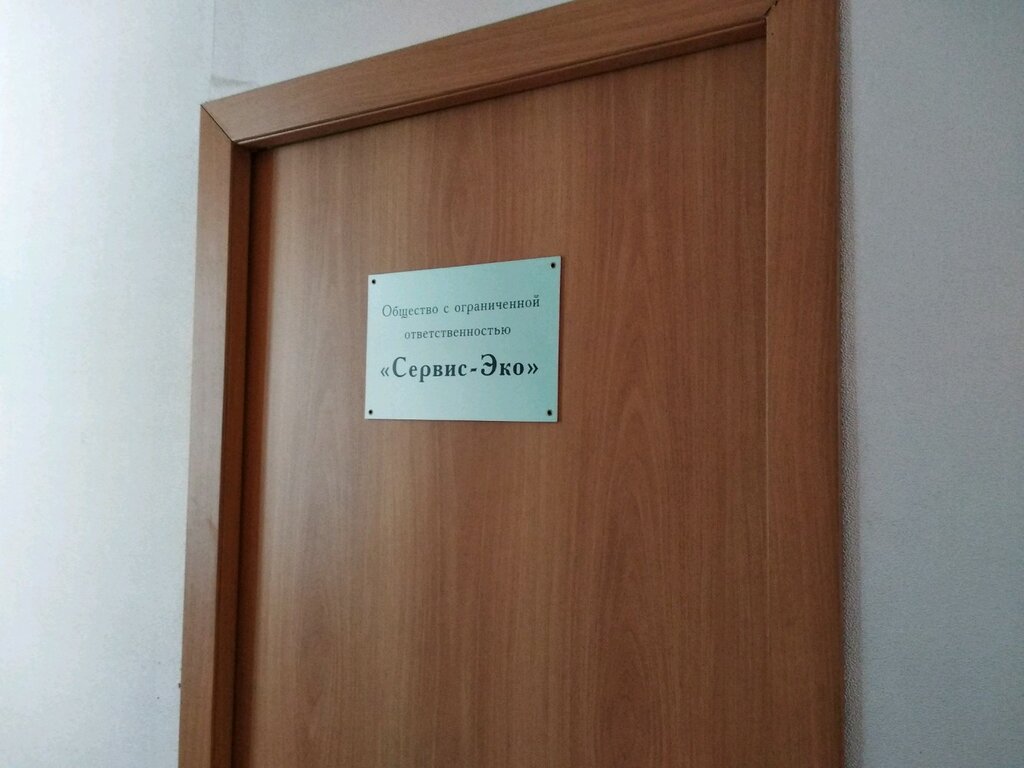 Общество с ограниченной
ответственностью
«Сервис-Эко»